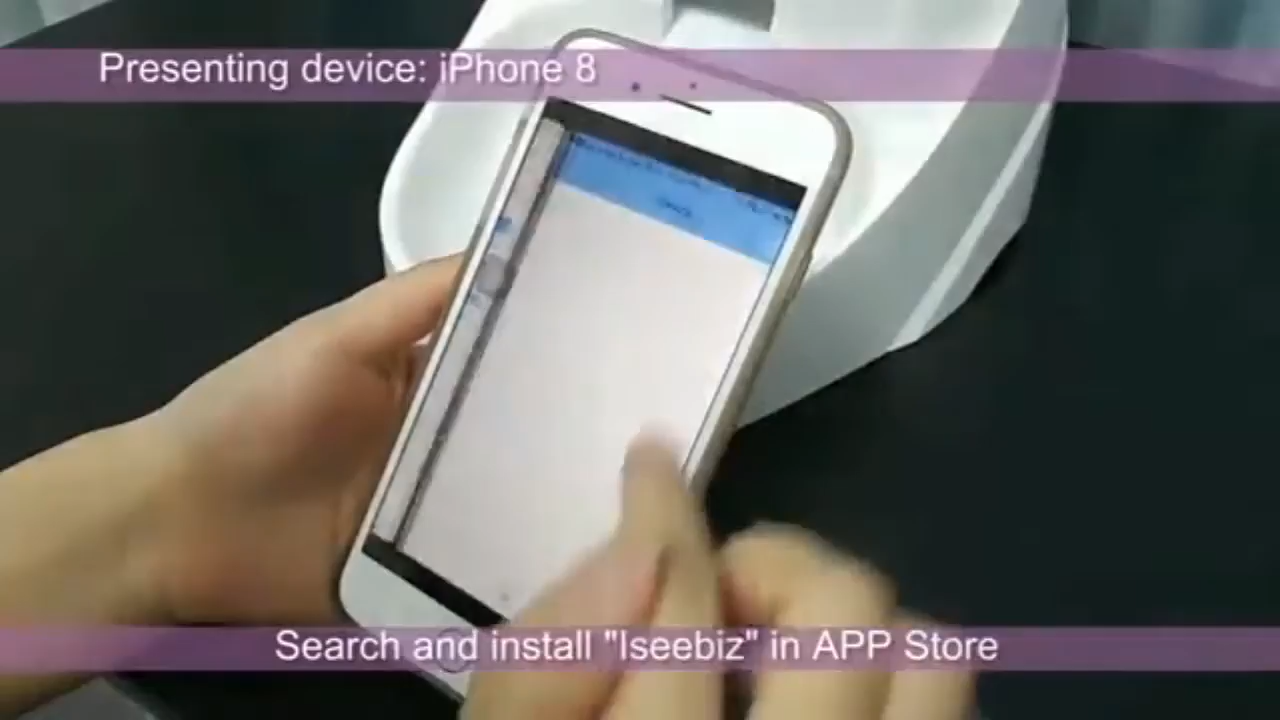 Presenting device: iPhone 8
Search and install "Iseebiz" in APP Store